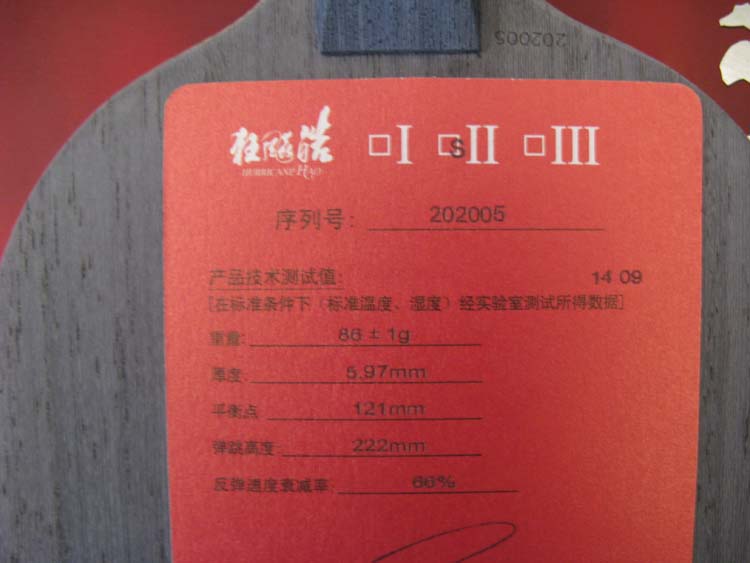 202005
狂飚皓 □I □SII □III
HURRICANE HAO
序列号: 202005
产品技术测试值: 14 09
[在标准条件下（标准温度、湿度）经实验室测试所得数据]
重量: 86 ± 1g
厚度: 5.97mm
平衡点 121mm
弹跳高度: 222mm
反弹速度衰减率: 66%